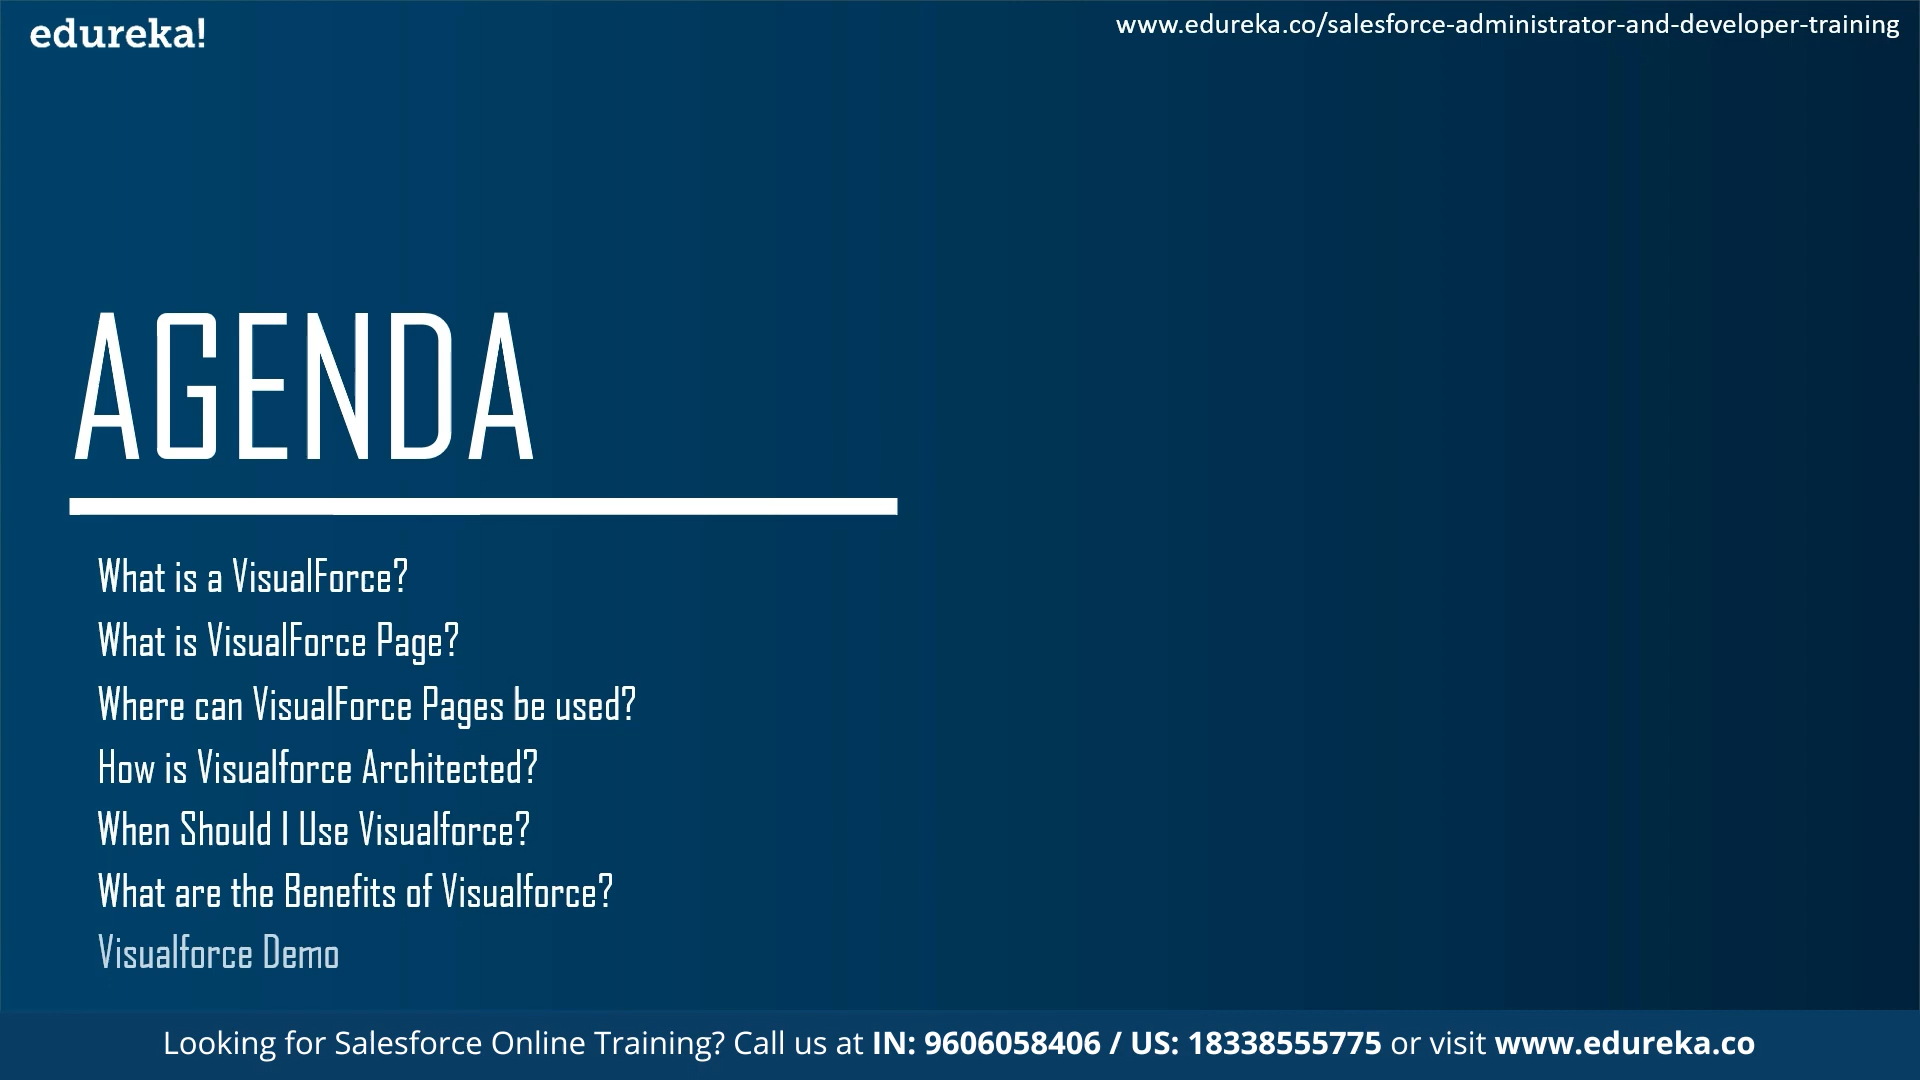 edureka!
www.edureka.co/salesforce-administrator-and-developer-training
AGENDA
What is a VisualForce?
What is VisualForce Page?
Where can VisualForce Pages be used?
How is Visualforce Architected?
When Should I Use Visualforce?
What are the Benefits of Visualforce?
Visualforce Demo
Looking for Salesforce Online Training? Call us at IN: 9606058406 / US: 18338555775 or visit www.edureka.co